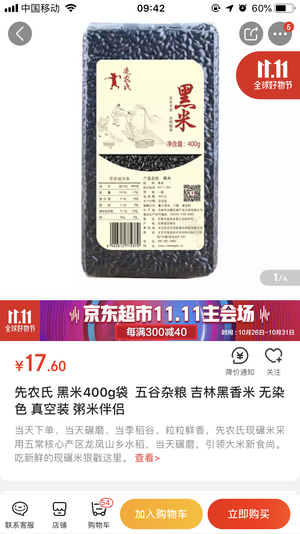 中国移动
09:42
60%
5
11.11
全球好物节
先农氏
黑米
净含量:400g
1/4
11.11
全球好物节
京东超市11.11主会场
每满300减40
时间:10月26日-10月31日
¥17.60
降价通知
关注
先农氏 黑米400g袋 五谷杂粮 吉林黑香米 无染
色 真空装 粥米伴侣
当天下单、当天碾磨、当季稻谷、粒粒鲜香,先农氏现碾米采
用五常核心产区龙凤山乡水稻,当天碾磨,引领大米新食尚。
吃新鲜的现碾米狠戳这里。 查看>
54
联系客服
店铺
购物车
加入购物车
立即购买